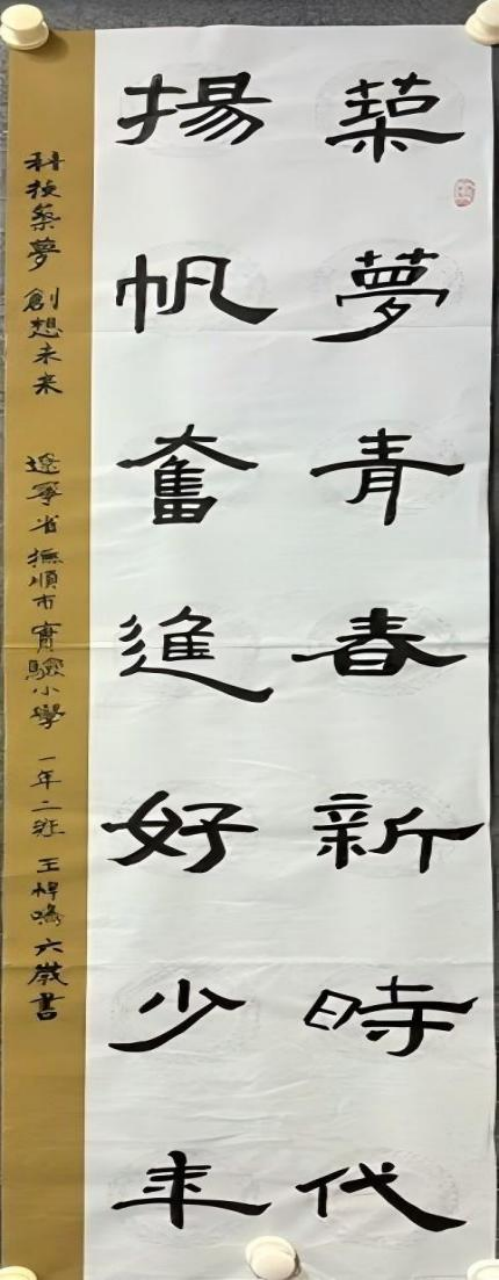 築夢青春新時代
揚帆奮進好少年
科技築夢 創想未来 遼寧省撫順市實驗小學 一年二班 王悍鳴 六歲書